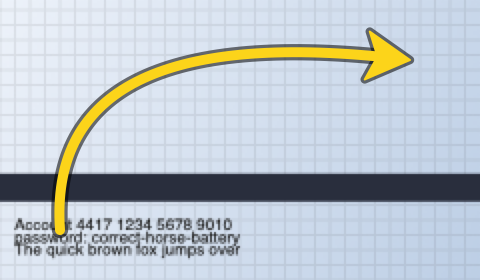 Account 4417 1234 5678 9010
password: correct-horse-battery
The quick brown fox jumps over